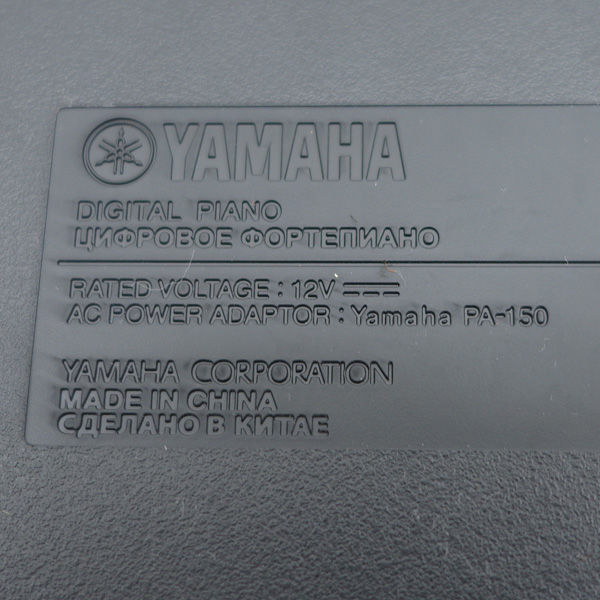 YAMAHA
DIGITAL PIANO
ЦИФРОВОЕ ФОРТЕПИАНО
RATED VOLTAGE : 12V
AC POWER ADAPTOR : Yamaha PA-150
YAMAHA CORPORATION
MADE IN CHINA
СДЕЛАНО В КИТАЕ